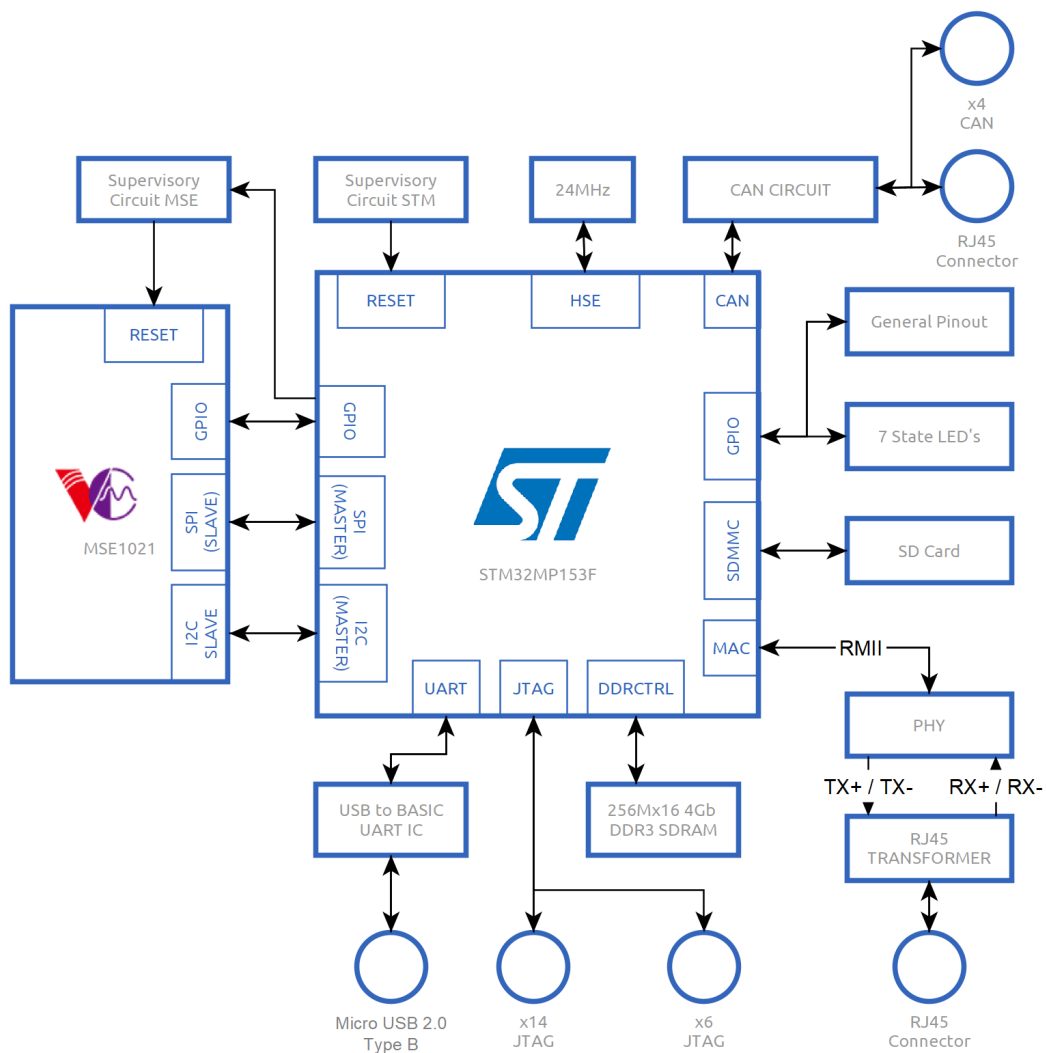 x4
CAN
Supervisory
Circuit MSE
Supervisory
Circuit STM
24MHz
CAN CIRCUIT
RJ45
Connector
RESET
HSE
CAN
General Pinout
RESET
GPIO
GPIO
GPIO
7 State LED's
SPI
(SLAVE)
SPI
(MASTER)
ST
MSE1021
STM32MP153F
SDMMC
SD Card
I2C
SLAVE
I2C
(MASTER)
MAC
RMII
UART
JTAG
DDRCTRL
PHY
TX+ / TX-
RX+ / RX-
USB to BASIC
UART IC
256Mx16 4Gb
DDR3 SDRAM
RJ45
TRANSFORMER
Micro USB 2.0
Type B
x14
JTAG
x6
JTAG
RJ45
Connector